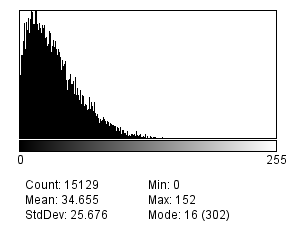 0 255
Count: 15129 Min: 0
Mean: 34.655 Max: 152
StdDev: 25.676 Mode: 16 (302)